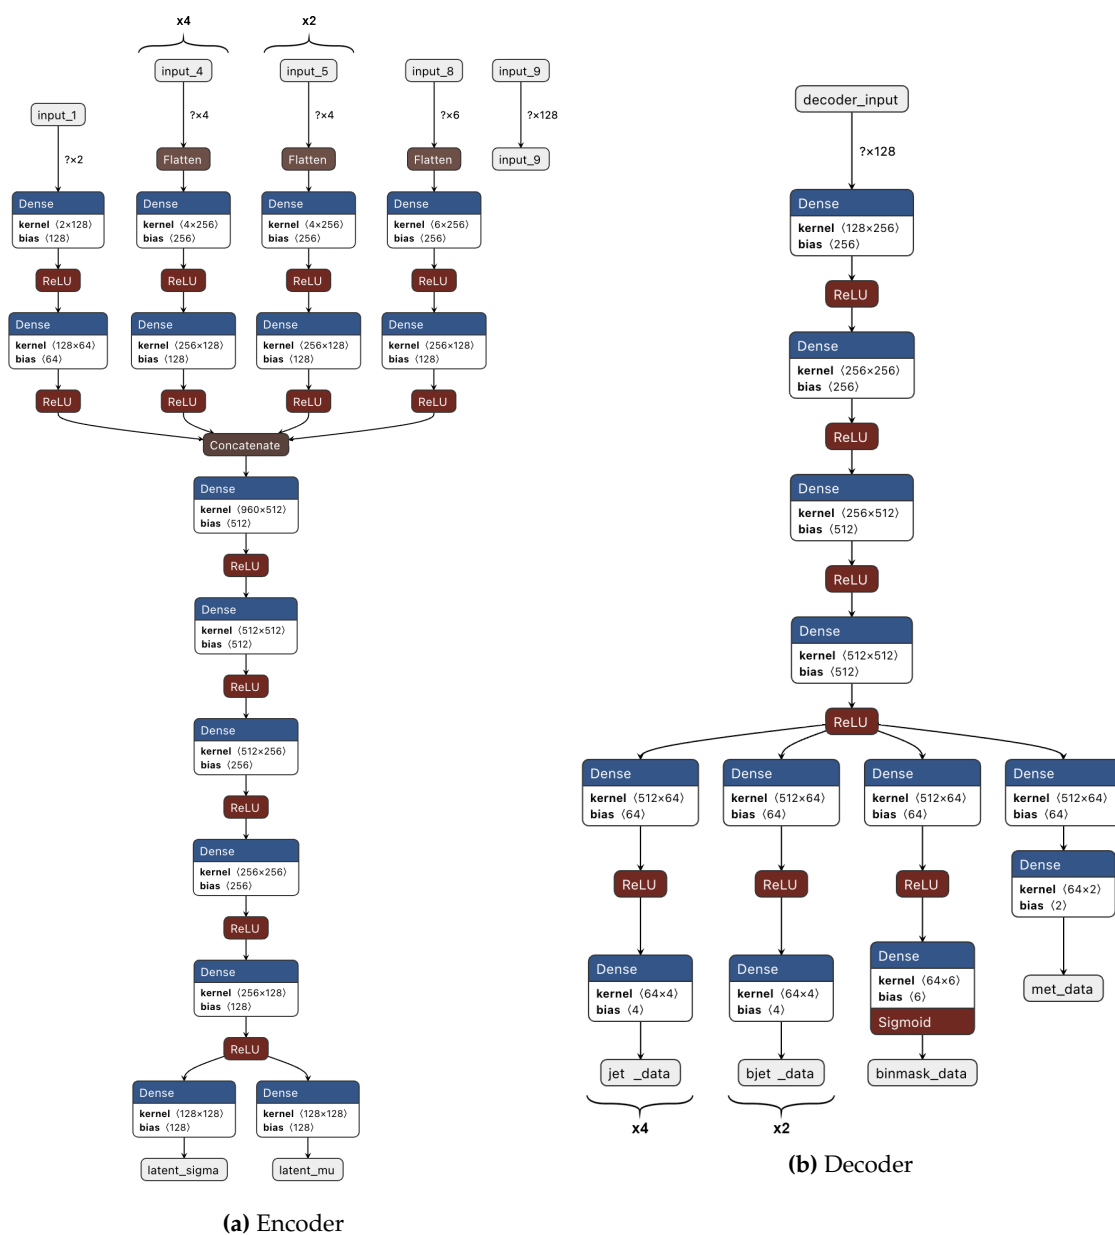 x4
x2
input_4
input_5
input_8
input_9
input_1
?×4
?×4
?×6
?×128
?×2
Flatten
Flatten
Flatten
input_9
Dense
kernel ⟨2×128⟩
bias ⟨128⟩
Dense
kernel ⟨4×256⟩
bias ⟨256⟩
Dense
kernel ⟨4×256⟩
bias ⟨256⟩
Dense
kernel ⟨6×256⟩
bias ⟨256⟩
ReLU
ReLU
ReLU
ReLU
Dense
kernel ⟨128×64⟩
bias ⟨64⟩
Dense
kernel ⟨256×128⟩
bias ⟨128⟩
Dense
kernel ⟨256×128⟩
bias ⟨128⟩
Dense
kernel ⟨256×128⟩
bias ⟨128⟩
ReLU
ReLU
ReLU
ReLU
Concatenate
Dense
kernel ⟨960×512⟩
bias ⟨512⟩
ReLU
Dense
kernel ⟨512×512⟩
bias ⟨512⟩
ReLU
Dense
kernel ⟨512×256⟩
bias ⟨256⟩
ReLU
Dense
kernel ⟨256×256⟩
bias ⟨256⟩
ReLU
Dense
kernel ⟨256×128⟩
bias ⟨128⟩
ReLU
Dense
kernel ⟨128×128⟩
bias ⟨128⟩
Dense
kernel ⟨128×128⟩
bias ⟨128⟩
latent_sigma
latent_mu
(a) Encoder
decoder_input
?×128
Dense
kernel ⟨128×256⟩
bias ⟨256⟩
ReLU
Dense
kernel ⟨256×256⟩
bias ⟨256⟩
ReLU
Dense
kernel ⟨256×512⟩
bias ⟨512⟩
ReLU
Dense
kernel ⟨512×512⟩
bias ⟨512⟩
ReLU
Dense
kernel ⟨512×64⟩
bias ⟨64⟩
Dense
kernel ⟨512×64⟩
bias ⟨64⟩
Dense
kernel ⟨512×64⟩
bias ⟨64⟩
Dense
kernel ⟨512×64⟩
bias ⟨64⟩
ReLU
ReLU
ReLU
Dense
kernel ⟨64×2⟩
bias ⟨2⟩
Dense
kernel ⟨64×4⟩
bias ⟨4⟩
Dense
kernel ⟨64×4⟩
bias ⟨4⟩
Dense
kernel ⟨64×6⟩
bias ⟨6⟩
Sigmoid
met_data
jet _data
bjet _data
binmask_data
x4
x2
(b) Decoder